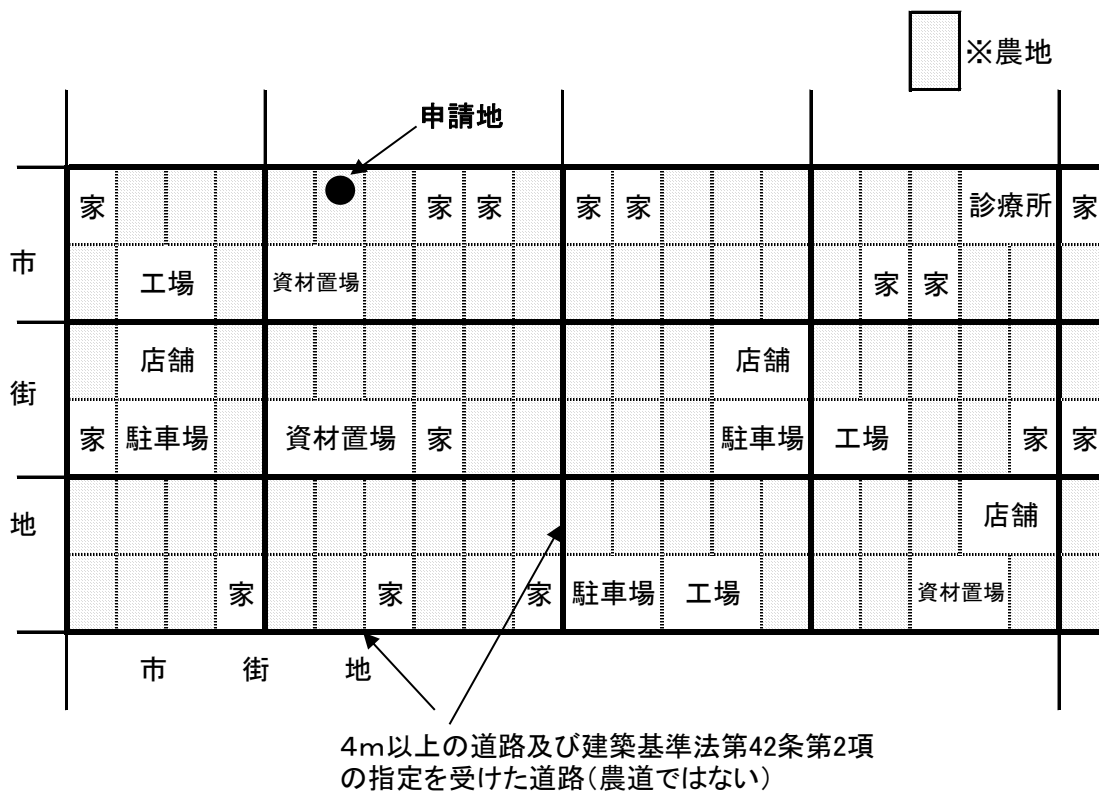 ※農地
申請地
家 家 家 家 家 診療所 家
市
工場 資材置場 家 家
店舗 店舗
街
家 駐車場 資材置場 家 駐車場 工場 家 家
地
店舗
家 家 家 駐車場 工場 資材置場
市 街 地
4m以上の道路及び建築基準法第42条第2項
の指定を受けた道路(農道ではない)